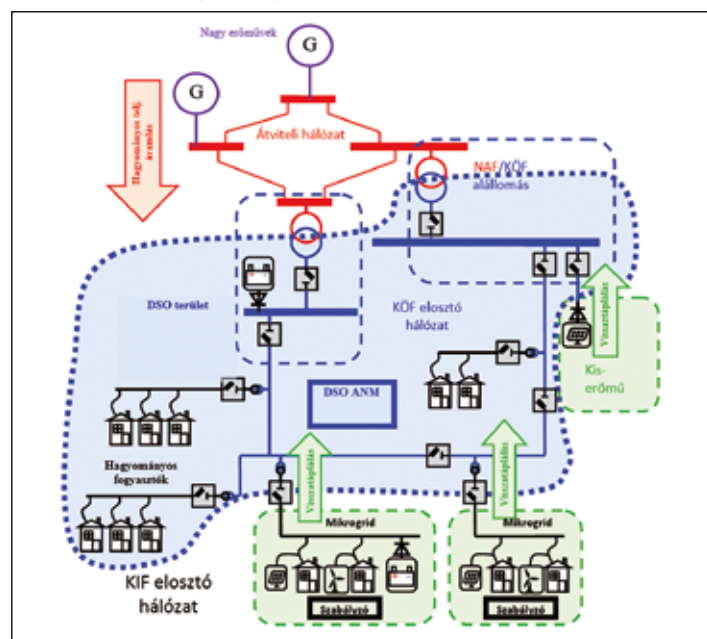 Nagy erőművek
G
G
Hagyományos telj.
áramlás
Átviteli hálózat
NAF/KÖF
alállomás
DSO terület
KÖF elosztó
hálózat
Visszatáplálás
Kis-
erőmű
DSO ANM
Visszatáplálás
Visszatáplálás
Hagyományos
fogyasztók
KIF elosztó
hálózat
Mikrogrid
Szabályzó
Mikrogrid
Szabályzó